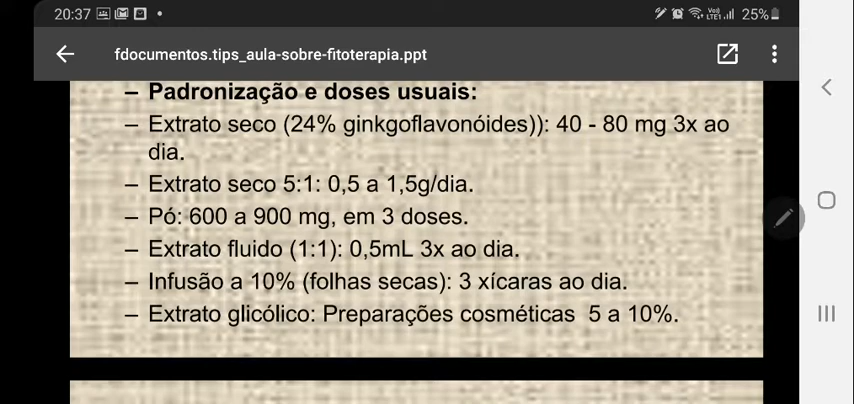 20:37 25%
fdocumentos.tips_aula-sobre-fitoterapia.ppt
– Padronização e doses usuais:
– Extrato seco (24% ginkgoflavonóides)): 40 - 80 mg 3x ao
dia.
– Extrato seco 5:1: 0,5 a 1,5g/dia.
– Pó: 600 a 900 mg, em 3 doses.
– Extrato fluido (1:1): 0,5mL 3x ao dia.
– Infusão a 10% (folhas secas): 3 xícaras ao dia.
– Extrato glicólico: Preparações cosméticas 5 a 10%.